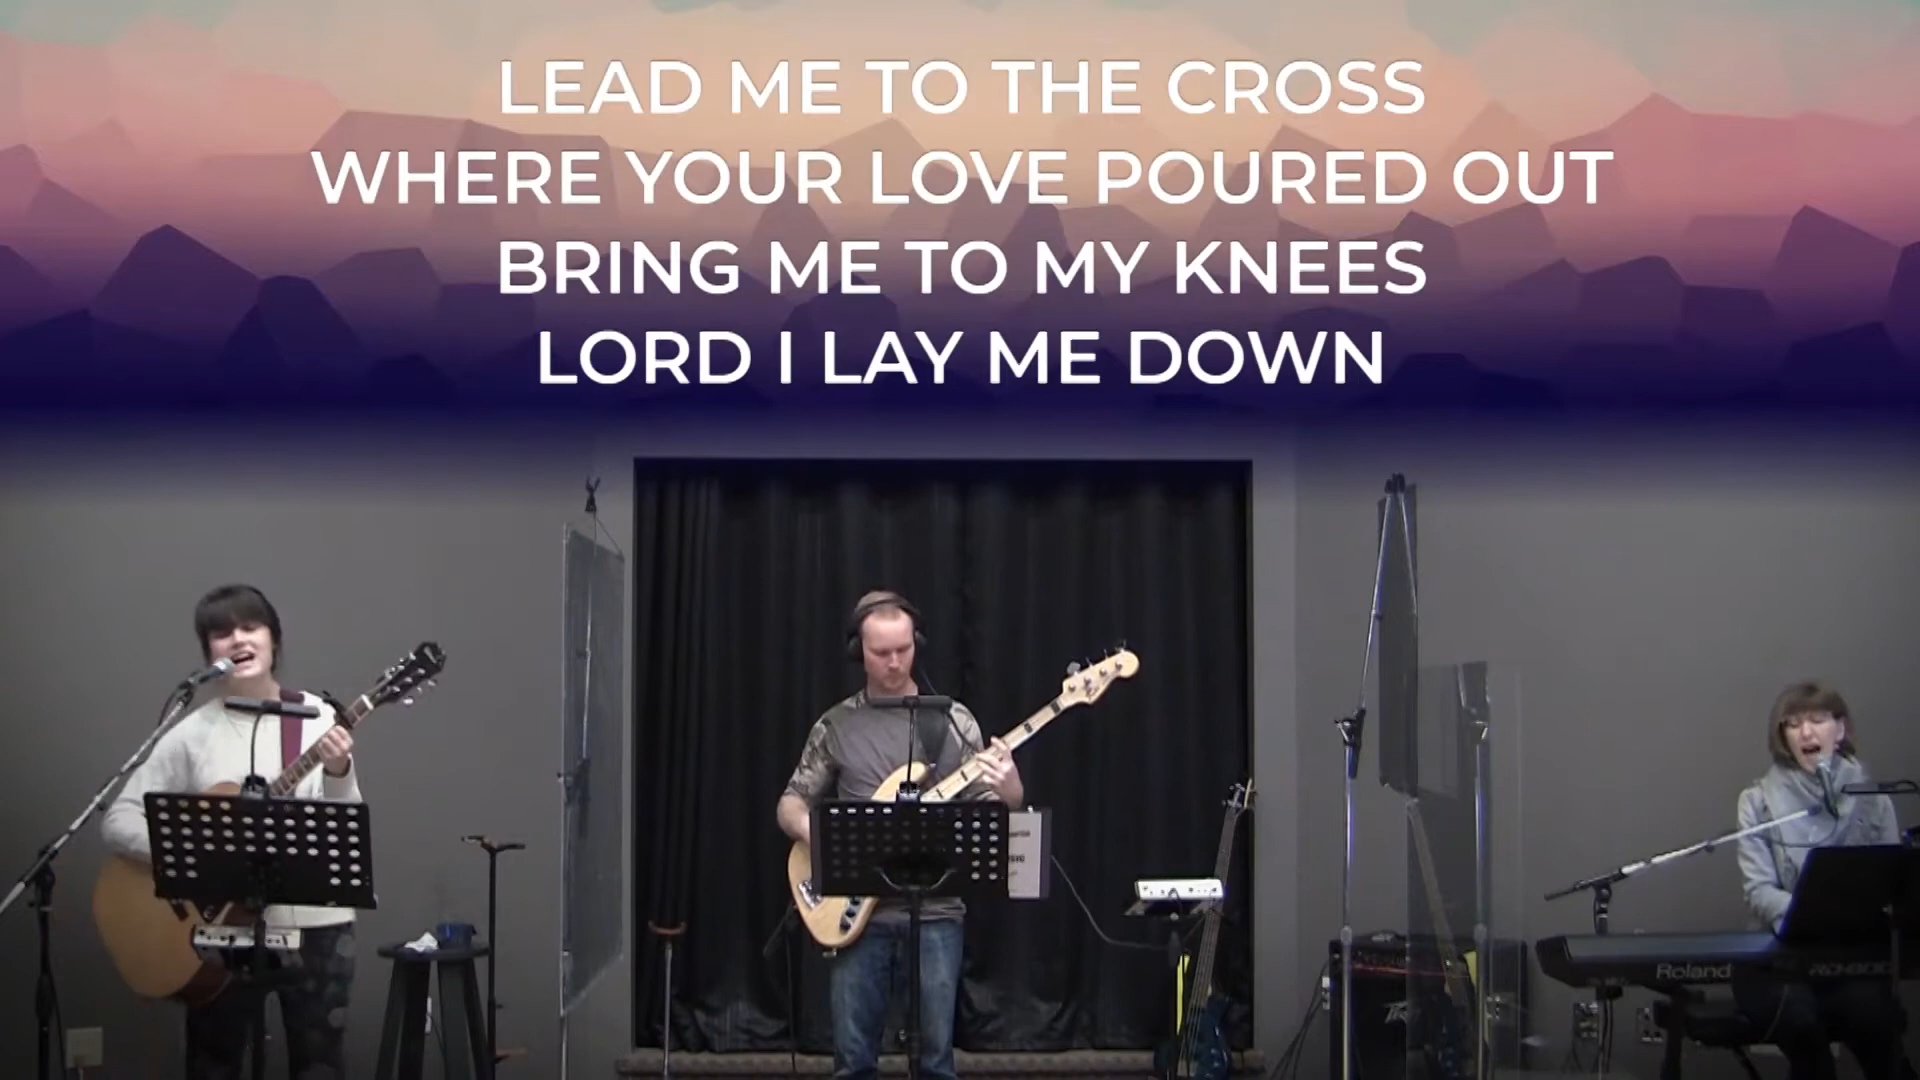 LEAD ME TO THE CROSS
WHERE YOUR LOVE POURED OUT
BRING ME TO MY KNEES
LORD I LAY ME DOWN
Roland